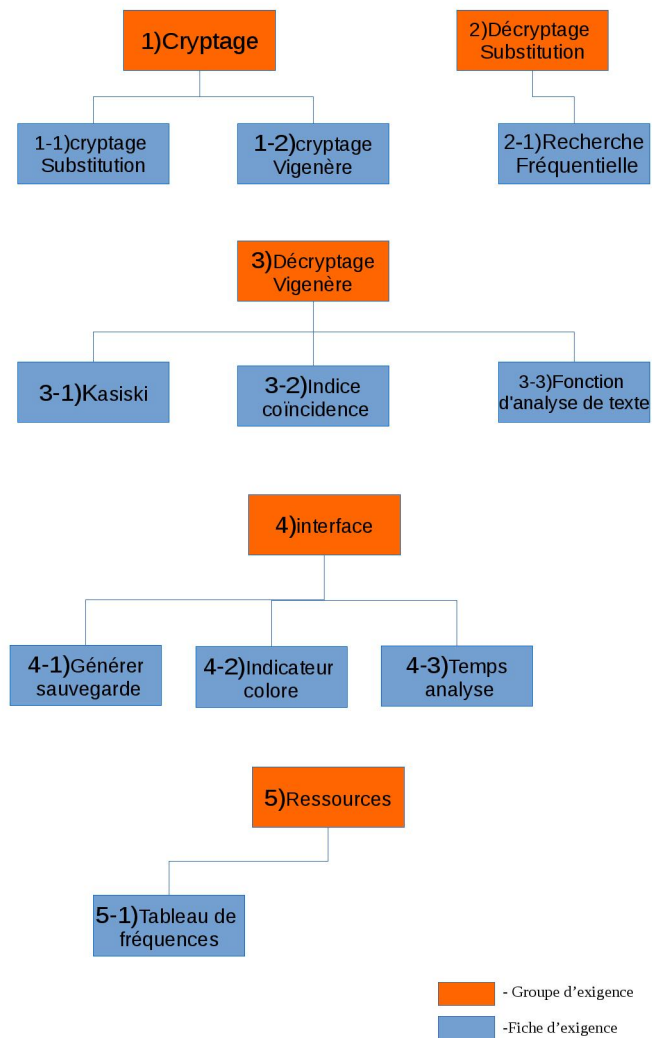 1)Cryptage
2)Décryptage
Substitution
1-1)cryptage
Substitution
1-2)cryptage
Vigenère
2-1)Recherche
Fréquentielle
3)Décryptage
Vigenère
3-1)Kasiski
3-2)Indice
coïncidence
3-3)Fonction
d'analyse de texte
4)interface
4-1)Générer
sauvegarde
4-2)Indicateur
colore
4-3)Temps
analyse
5)Ressources
5-1)Tableau de
fréquences
- Groupe d’exigence
-Fiche d’exigence